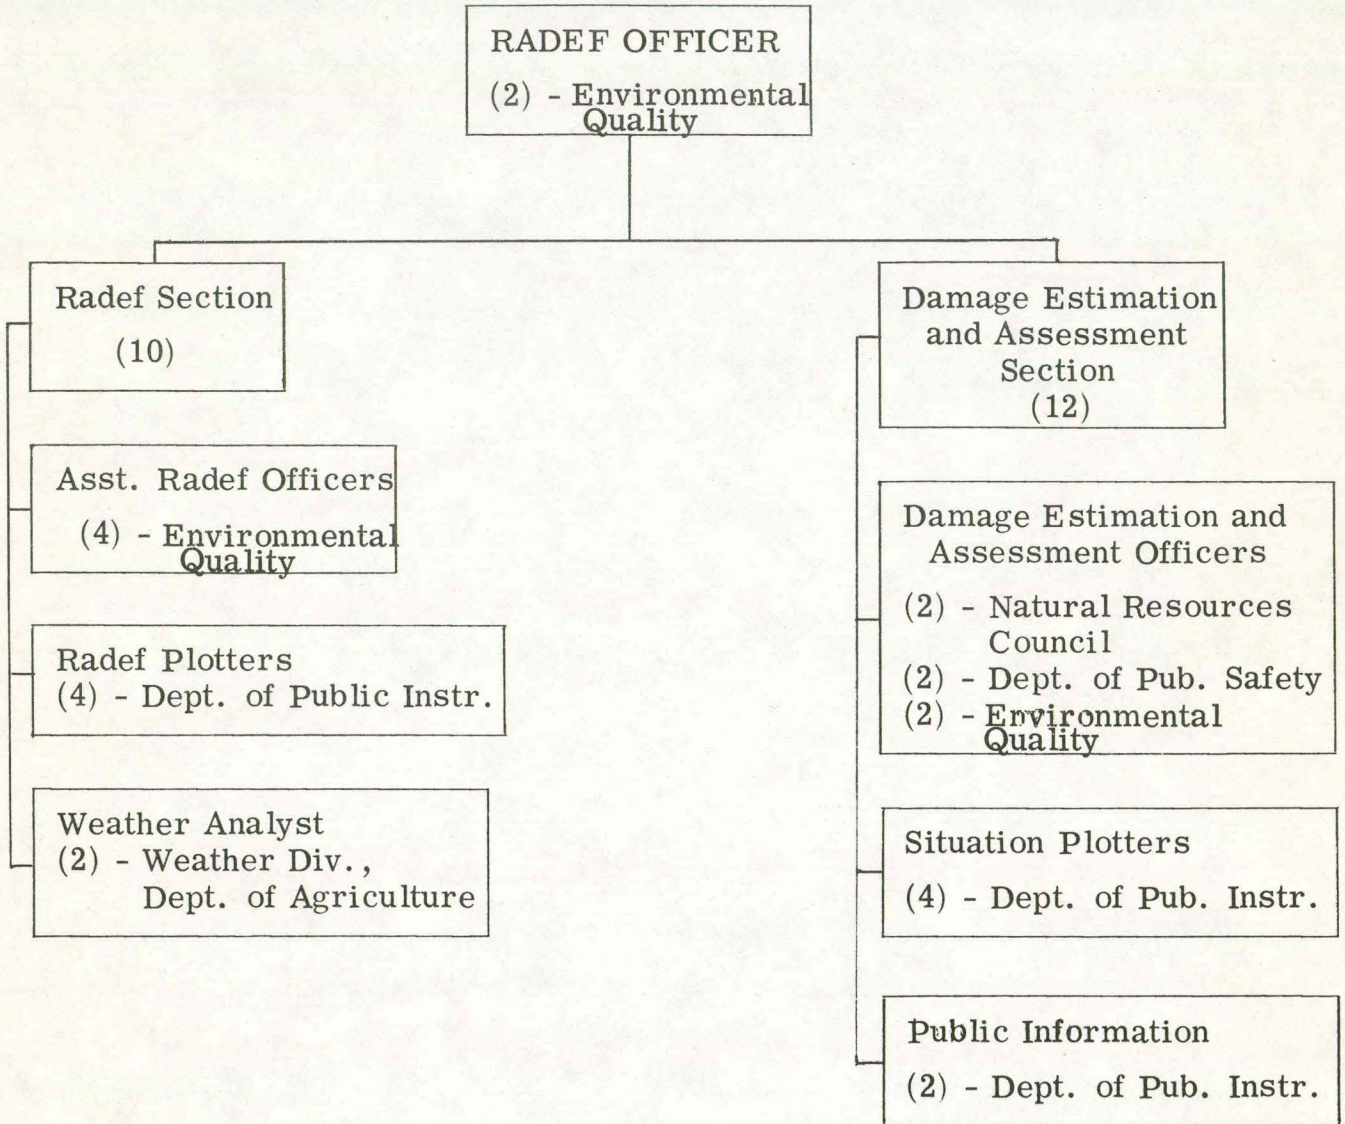 RADEF OFFICER
(2) - Environmental
Quality
Radef Section
(10)
Asst. Radef Officers
(4) - Environmental
Quality
Radef Plotters
(4) - Dept. of Public Instr.
Weather Analyst
(2) - Weather Div.,
Dept. of Agriculture
Damage Estimation
and Assessment
Section
(12)
Damage Estimation and
Assessment Officers
(2) - Natural Resources
Council
(2) - Dept. of Pub. Safety
(2) - Environmental
Quality
Situation Plotters
(4) - Dept. of Pub. Instr.
Public Information
(2) - Dept. of Pub. Instr.